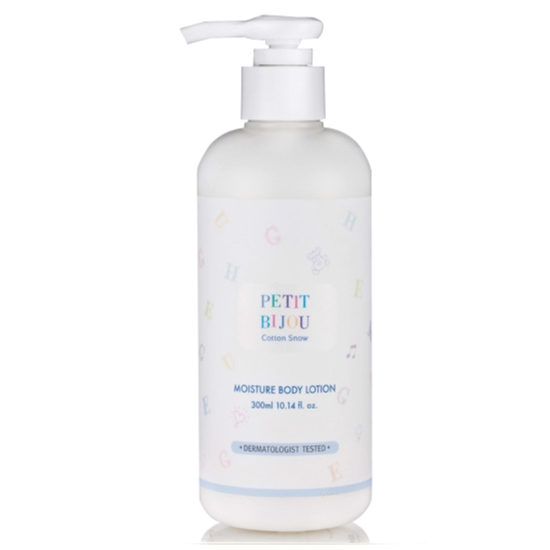 PETIT
BIJOU
Cotton Snow
MOISTURE BODY LOTION
300ml 10.14 fl. oz.
• DERMATOLOGIST TESTED •